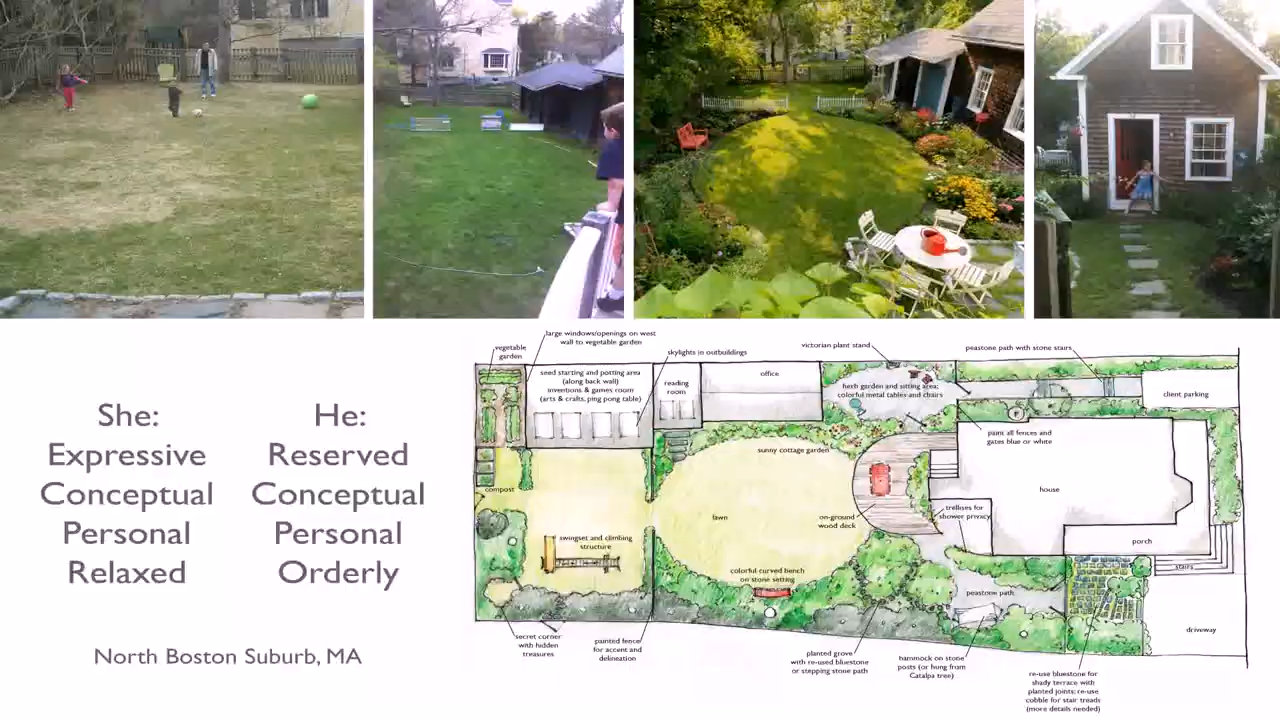 She:
Expressive
Conceptual
Personal
Relaxed
He:
Reserved
Conceptual
Personal
Orderly
North Boston Suburb, MA
large windows/openings on west
wall to vegetable garden
vegetable
garden
skylights in outbuildings
victorian plant stand
peastone path with stone stairs
seed starting and potting area
(along back wall)
inventions & games room
(arts & crafts, ping pong table)
reading
room
office
herb garden and sitting area;
colorful metal tables and chairs
client parking
paint all fences and
gates blue or white
sunny cottage garden
compost
lawn
on-ground
wood deck
trellises for
shower privacy
house
swingset and climbing
structure
porch
colorful curved bench
on stone setting
stairs
peastone path
driveway
secret corner
with hidden
treasures
painted fence
for accent and
delineation
planted grove
with re-used bluestone
or stepping stone path
hammock on stone
posts (or hung from
Catalpa tree)
re-use bluestone for
shady terrace with
planted joints; re-use
cobble for stair treads
(more details needed)